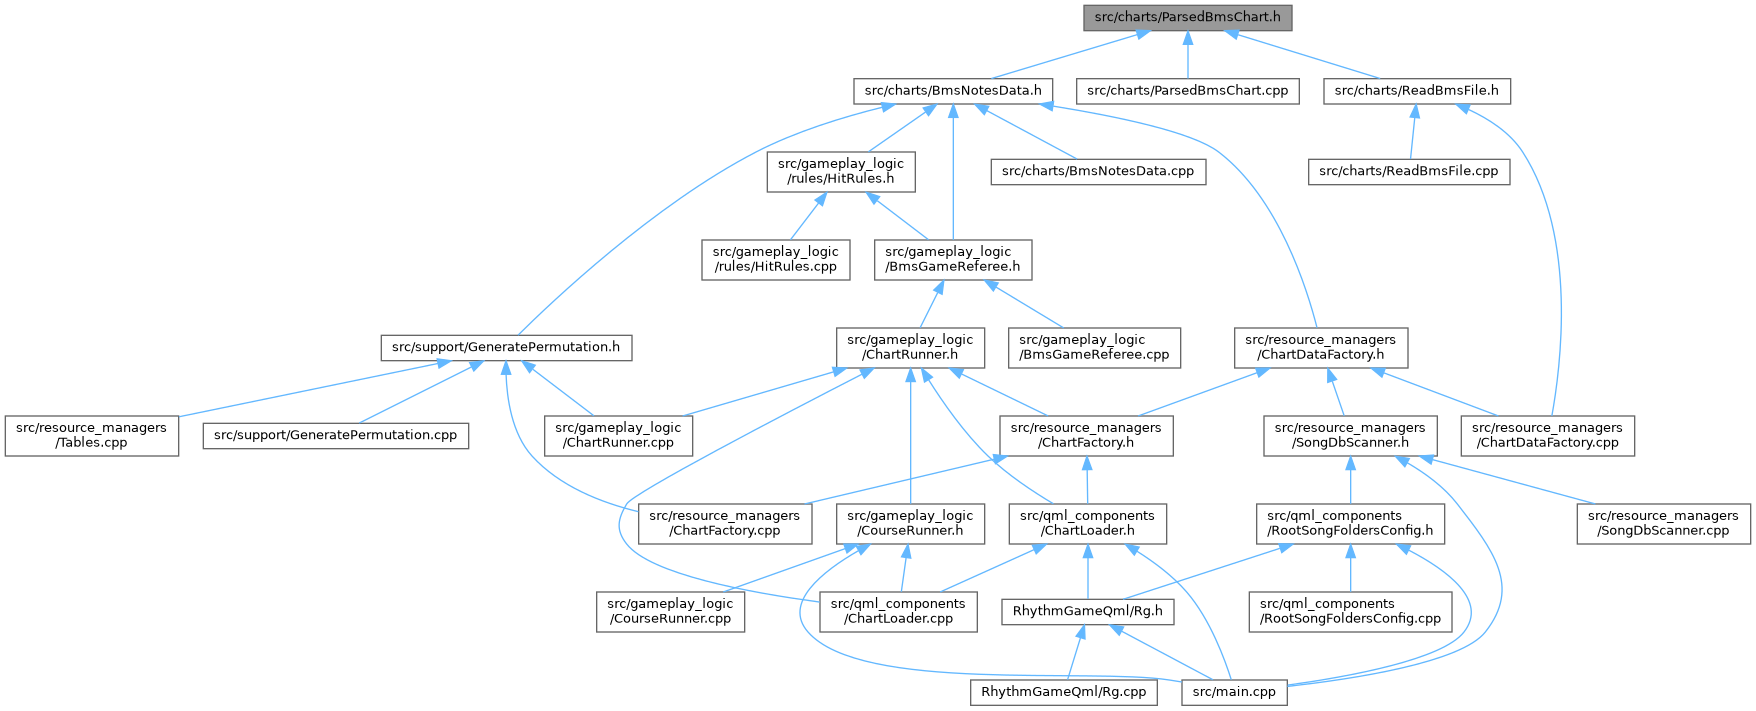 src/charts/ParsedBmsChart.h
src/charts/BmsNotesData.h
src/charts/ParsedBmsChart.cpp
src/charts/ReadBmsFile.h
src/gameplay_logic
/rules/HitRules.h
src/charts/BmsNotesData.cpp
src/charts/ReadBmsFile.cpp
src/gameplay_logic
/rules/HitRules.cpp
src/gameplay_logic
/BmsGameReferee.h
src/support/GeneratePermutation.h
src/gameplay_logic
/ChartRunner.h
src/gameplay_logic
/BmsGameReferee.cpp
src/resource_managers
/ChartDataFactory.h
src/resource_managers
/Tables.cpp
src/support/GeneratePermutation.cpp
src/gameplay_logic
/ChartRunner.cpp
src/resource_managers
/ChartFactory.h
src/resource_managers
/SongDbScanner.h
src/resource_managers
/ChartDataFactory.cpp
src/resource_managers
/ChartFactory.cpp
src/gameplay_logic
/CourseRunner.h
src/qml_components
/ChartLoader.h
src/qml_components
/RootSongFoldersConfig.h
src/resource_managers
/SongDbScanner.cpp
src/gameplay_logic
/CourseRunner.cpp
src/qml_components
/ChartLoader.cpp
RhythmGameQml/Rg.h
src/qml_components
/RootSongFoldersConfig.cpp
RhythmGameQml/Rg.cpp
src/main.cpp